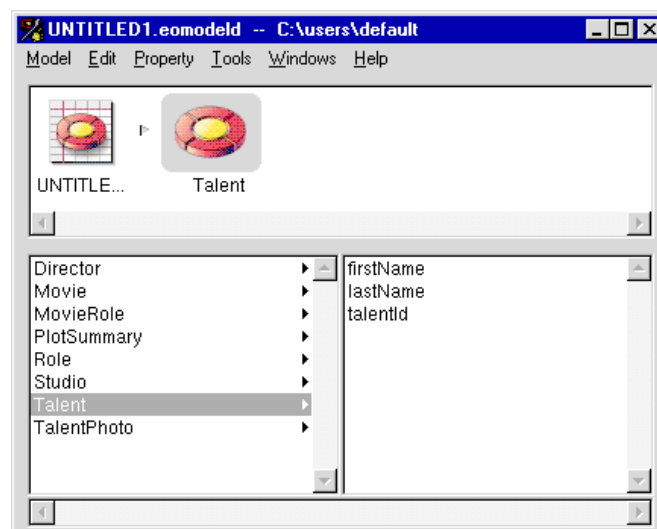 UNTITLED1.eomodeld -- C:\users\default
Model Edit Property Tools Windows Help
UNTITLE... Talent
Director
Movie
MovieRole
PlotSummary
Role
Studio
Talent
TalentPhoto
firstName
lastName
talentId